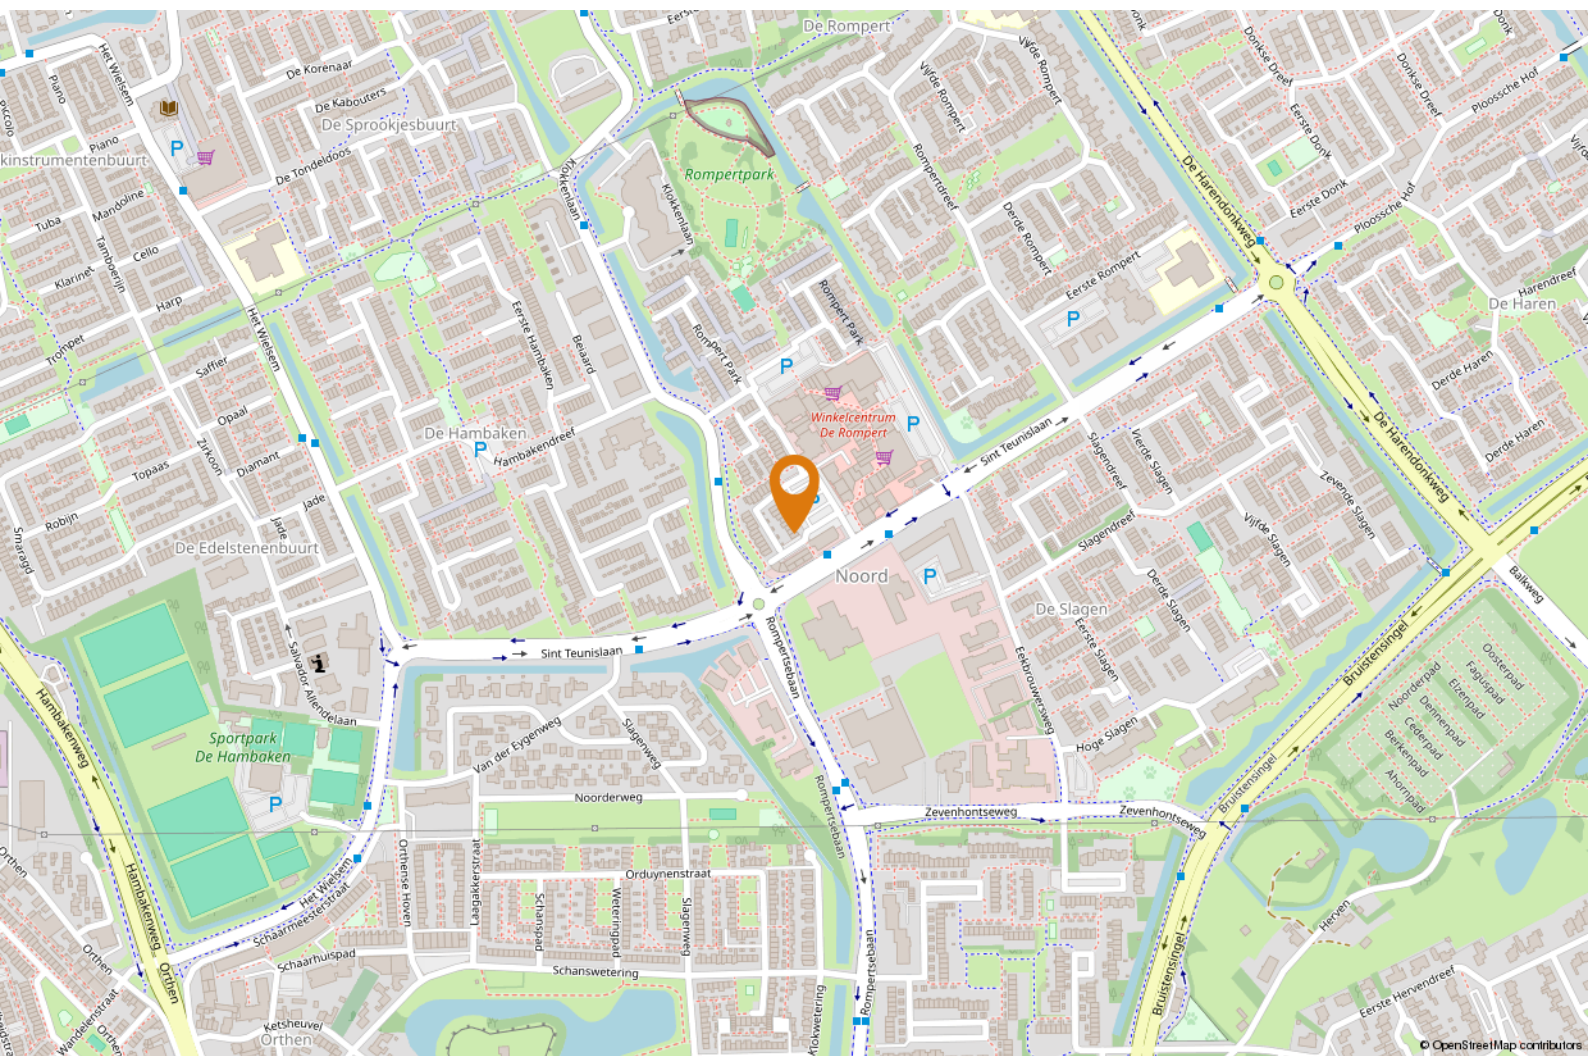 De Rompert
Het Wielsem
Piano
Piccolo
De Korenaar
De Kabouters
De Sprookjesbuurt
Piano
kinstrumentenbuurt
De Tondeldoos
P
Mandoline
Tuba
Cello
Tamboerijn
Klarinet
Harp
Trompet
Saffier
Het Wielsem
Opaal
Zirkoon
Diamant
Topaas
Jade
Robijn
Jade
Smaragd
De Edelstenenbuurt
Klokkenlaan
Klokkenlaan
Rompertpark
Eerste Hambaken
Beiaard
De Hambaken
P
Hambakendreef
Rompert Park
Rompert Park
P
Winkelcentrum
De Rompert
P
Vijfde Rompert
Vijfde Rompert
Rompertdreef
Derde Rompert
Eerste Rompert
P
De Harendonkweg
Donkse Dreef
Donkse Dreef
Donk
Donk
Eerste Donk
Eerste Donk
Ploossche Hof
Ploossche Hof
De Harendonkweg
Harendreef
De Haren
Derde Haren
Derde Haren
De Harendonkweg
Sint Teunislaan
Slagendreef
Vierde Slagen
Zevende Slagen
Vijfde Slagen
Slagendreef
Derde Slagen
De Slagen
Eerste Slagen
Noord
P
Eekbrouwersweg
Hoge Slagen
Balkweg
Bruistensingel
Bruistensingel
Bruistensingel
Noorderpad
Oosterpad
Faguspad
Elzenpad
Dennenpad
Cederpad
Berkenpad
Ahornpad
Salvador Allendelaan
Sint Teunislaan
Sportpark
De Hambaken
P
Hambakenweg
Hambakenweg
Van der Eygenweg
Slagenweg
Noorderweg
Rompertsebaan
Rompertsebaan
Rompertsebaan
Zevenhontseweg
Zevenhontseweg
Het Wielsem
Schaarmeesterstraat
Orthense Hoven
Laagakkerstraat
Orduynenstraat
Schanspad
Weteringpad
Slagenweg
Schaarhuispad
Schanswetering
Klokwetering
Orthen
Orthen
Orthen
Orthen
Wandelenstraat
Ketsheuvel
Orthen
Herven
Eerste Hervendreef
© OpenStreetMap contributors